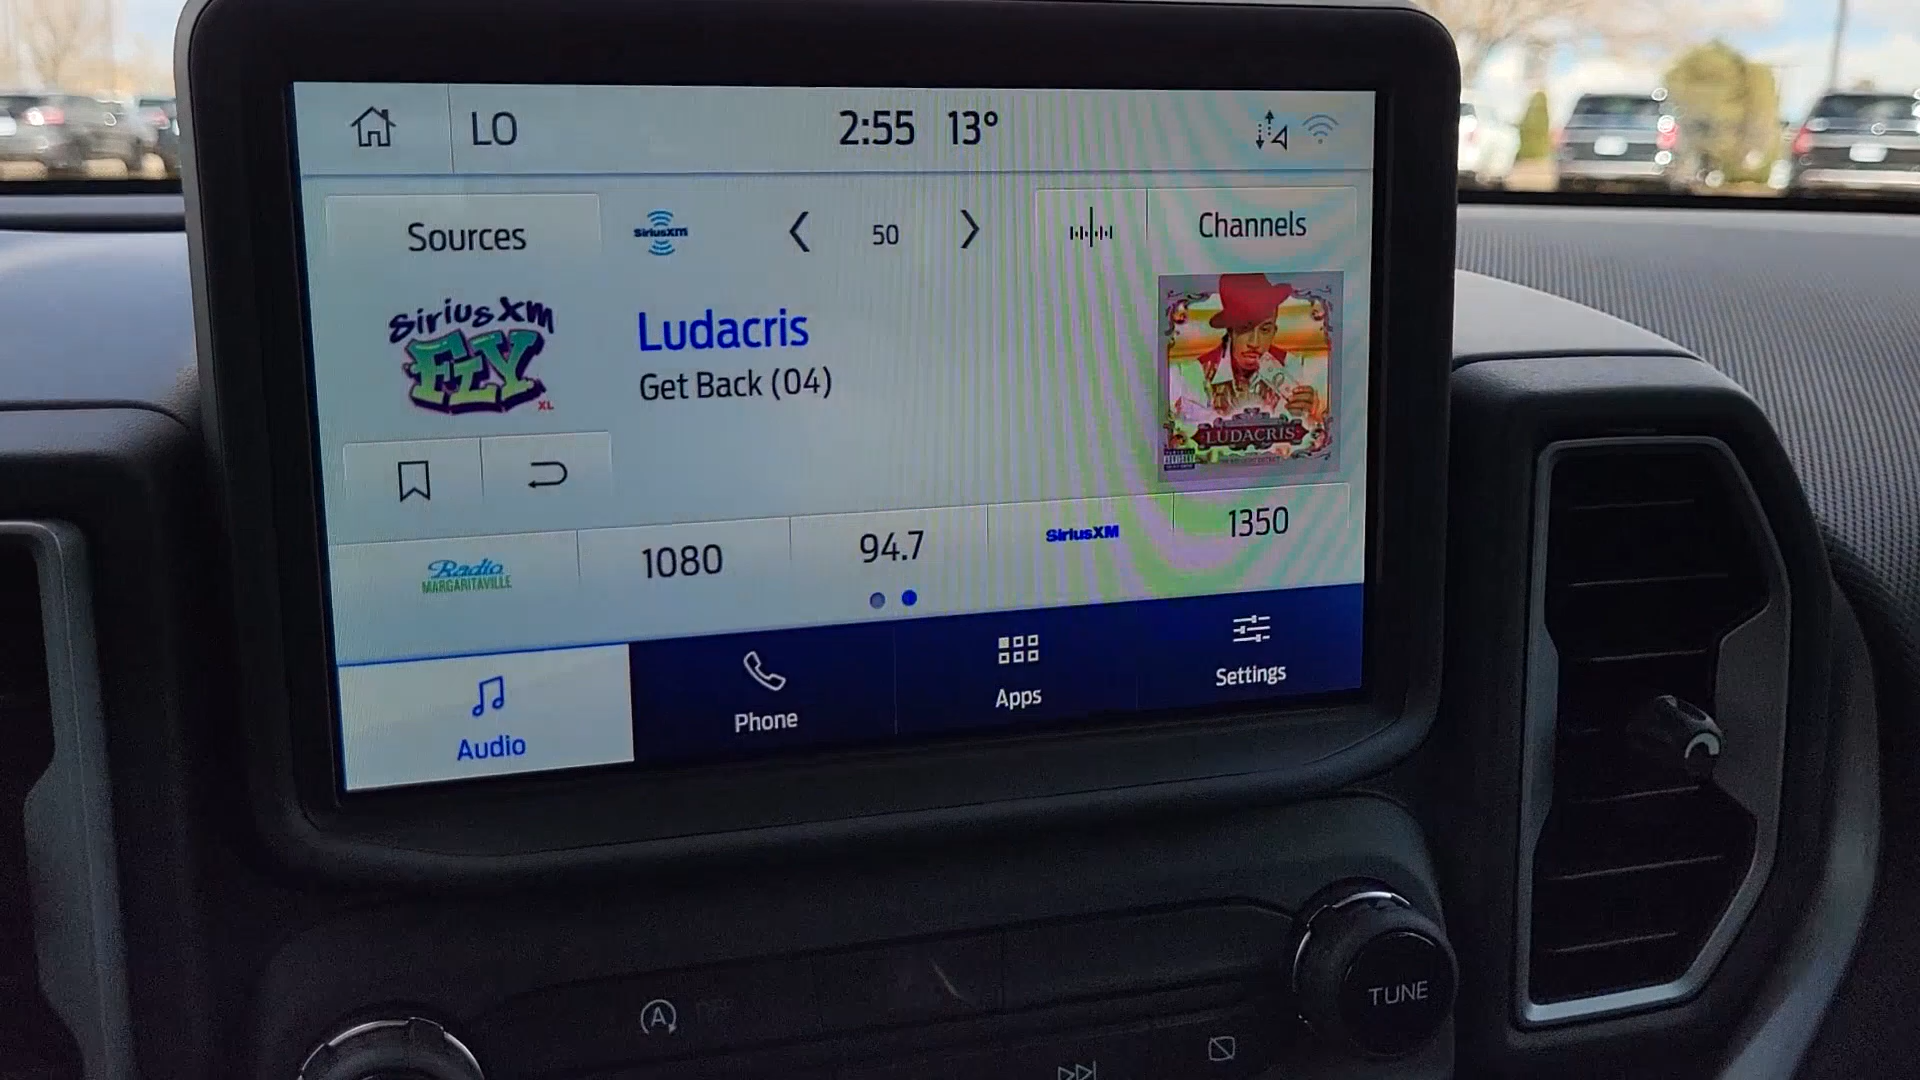 LO
2:55 13°
Sources
SiriusXM
50
Channels
SiriusXM
FLY
XL
Ludacris
Get Back (04)
LUDACRIS
Radio
MARGARITAVILLE
1080
94.7
SiriusXM
1350
Audio
Phone
Apps
Settings
A OFF
TUNE